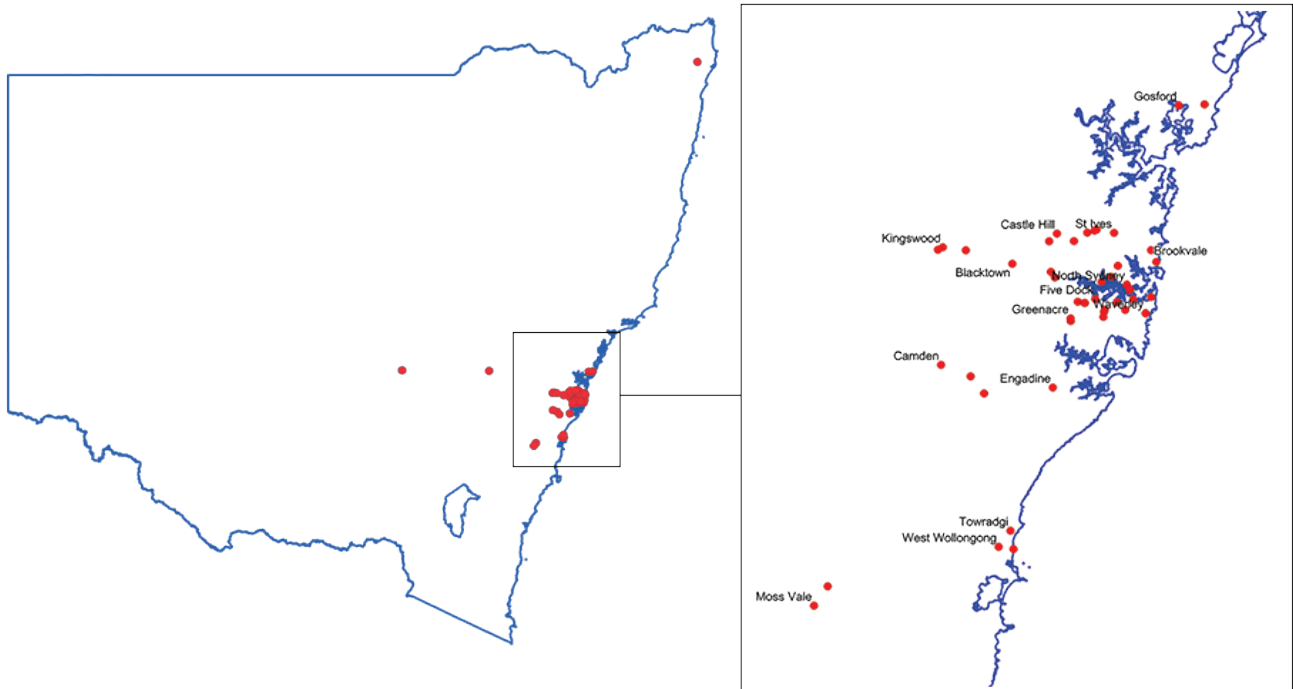 Gosford
Castle Hill
St Ives
Kingswood
Brookvale
Blacktown
North Sydney
Five Dock
Waverley
Greenacre
Camden
Engadine
Towradgi
West Wollongong
Moss Vale